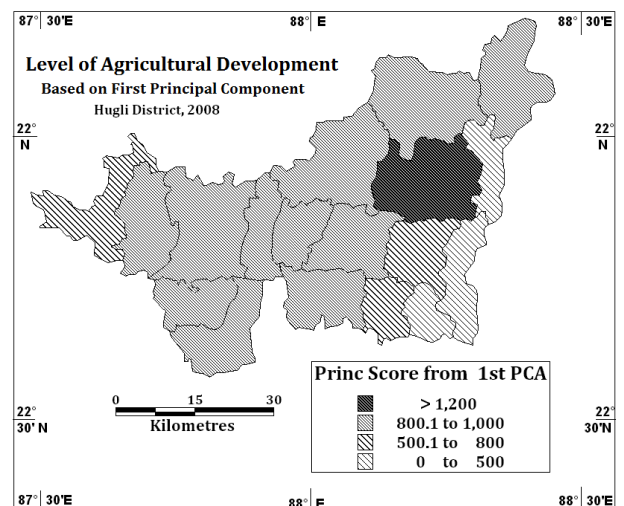 87° 30'E 88° E 88° 30'E
Level of Agricultural Development
Based on First Principal Component
Hugli District, 2008
22° N 22° N
Princ Score from 1st PCA
> 1,200
800.1 to 1,000
500.1 to 800
0 to 500
0 15 30
Kilometres
22° 30' N 22° 30'N
87° 30'E 88° E 88° 30'E